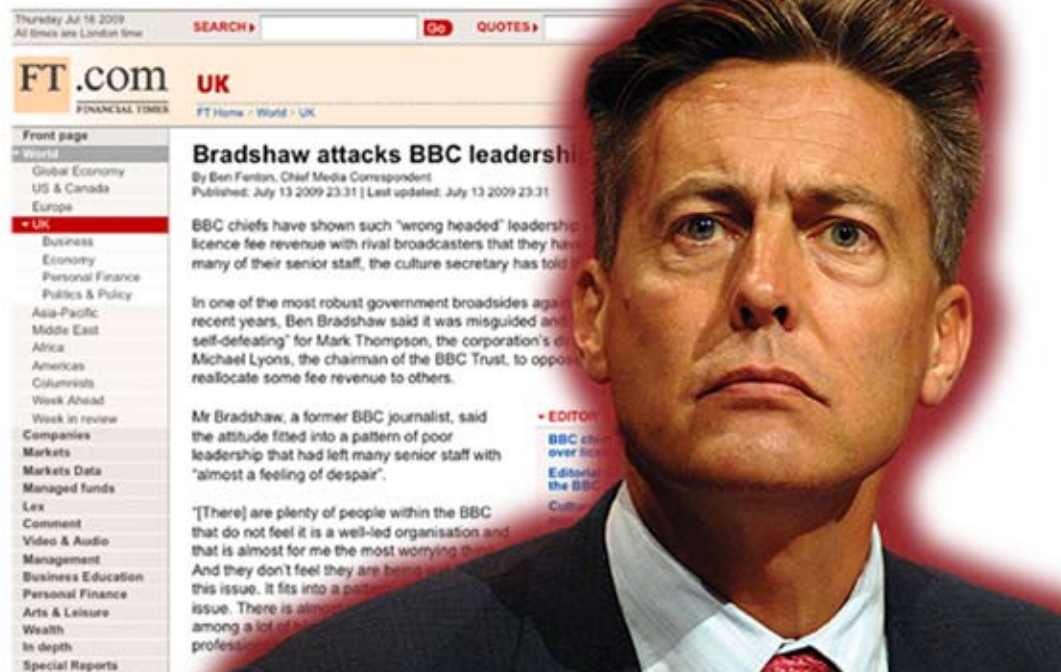 Thursday Jul 16 2009
All times are London time
SEARCH
Go
QUOTES
FT.com
FINANCIAL TIMES
UK
FT Home > World > UK
Front page
World
Global Economy
US & Canada
Europe
UK
Business
Economy
Personal Finance
Politics & Policy
Asia-Pacific
Middle East
Africa
Americas
Columnists
Week Ahead
Week in review
Companies
Markets
Markets Data
Managed funds
Lex
Comment
Video & Audio
Management
Business Education
Personal Finance
Arts & Leisure
Wealth
In depth
Special Reports
Bradshaw attacks BBC leadershi
By Ben Fenton, Chief Media Correspondent
Published: July 13 2009 23:31 | Last updated: July 13 2009 23:31
BBC chiefs have shown such "wrong headed" leadership
licence fee revenue with rival broadcasters that they have
many of their senior staff, the culture secretary has told
In one of the most robust government broadsides
recent years, Ben Bradshaw said it was misguided and
self-defeating" for Mark Thompson, the corporation's
Michael Lyons, the chairman of the BBC Trust, to oppose
reallocate some fee revenue to others.
Mr Bradshaw, a former BBC journalist, said
the attitude fitted into a pattern of poor
leadership that had left many senior staff with
"almost a feeling of despair".
"[There] are plenty of people within the BBC
that do not feel it is a well-led organisation and
that is almost for me the most worrying thing
And they don't feel they are being
this issue. It fits into a
issue. There is almost
among a lot of
EDITOR
BBC
over
Editorial
the BBC